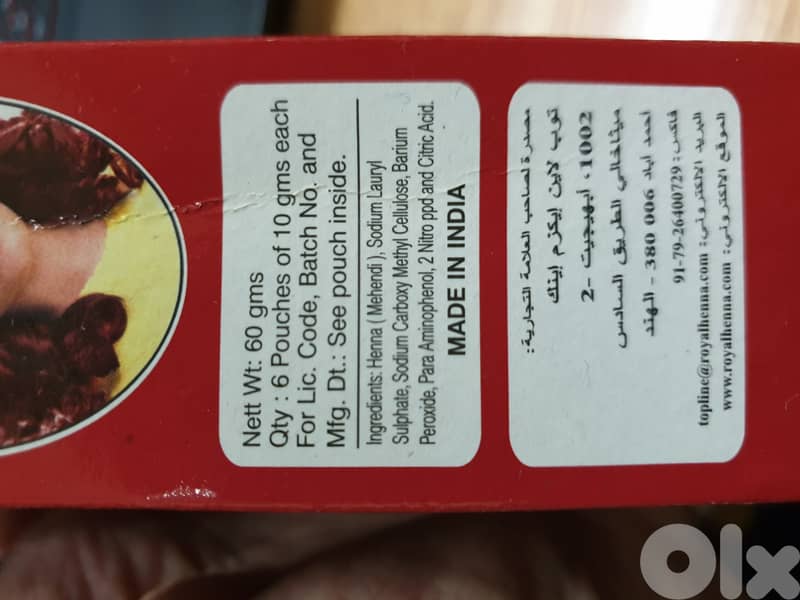 Nett Wt: 60 gms
Qty : 6 Pouches of 10 gms each
For Lic. Code, Batch No. and
Mfg. Dt.: See pouch inside.
Ingredients: Henna ( Mehendi ), Sodium Lauryl
Sulphate, Sodium Carboxy Methyl Cellulose, Barium
Peroxide, Para Aminophenol, 2 Nitro ppd and Citric Acid.
MADE IN INDIA
مصدرة لصاحب العلامة التجارية:
توب لاين إيكزم إينك
1002، ابهيجيت -2
ميتاخالي الطريق السادس
احمد اباد 006 380 - الهند
فاكس: 26400729-79-91
البريد الالكتروني: topline@royalhenna.com
الموقع الالكتروني: www.royalhenna.com
Olx